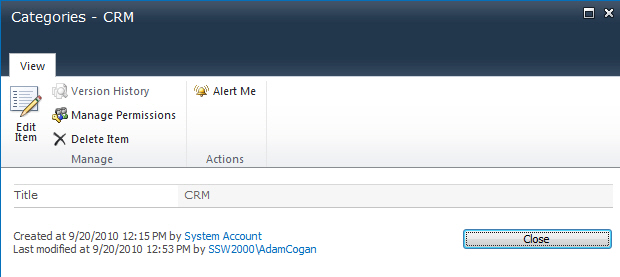 Categories - CRM
View
Edit
Item
Version History
Manage Permissions
Delete Item
Manage
Alert Me
Actions
Title CRM
Created at 9/20/2010 12:15 PM by System Account
Last modified at 9/20/2010 12:53 PM by SSW2000\AdamCogan
Close